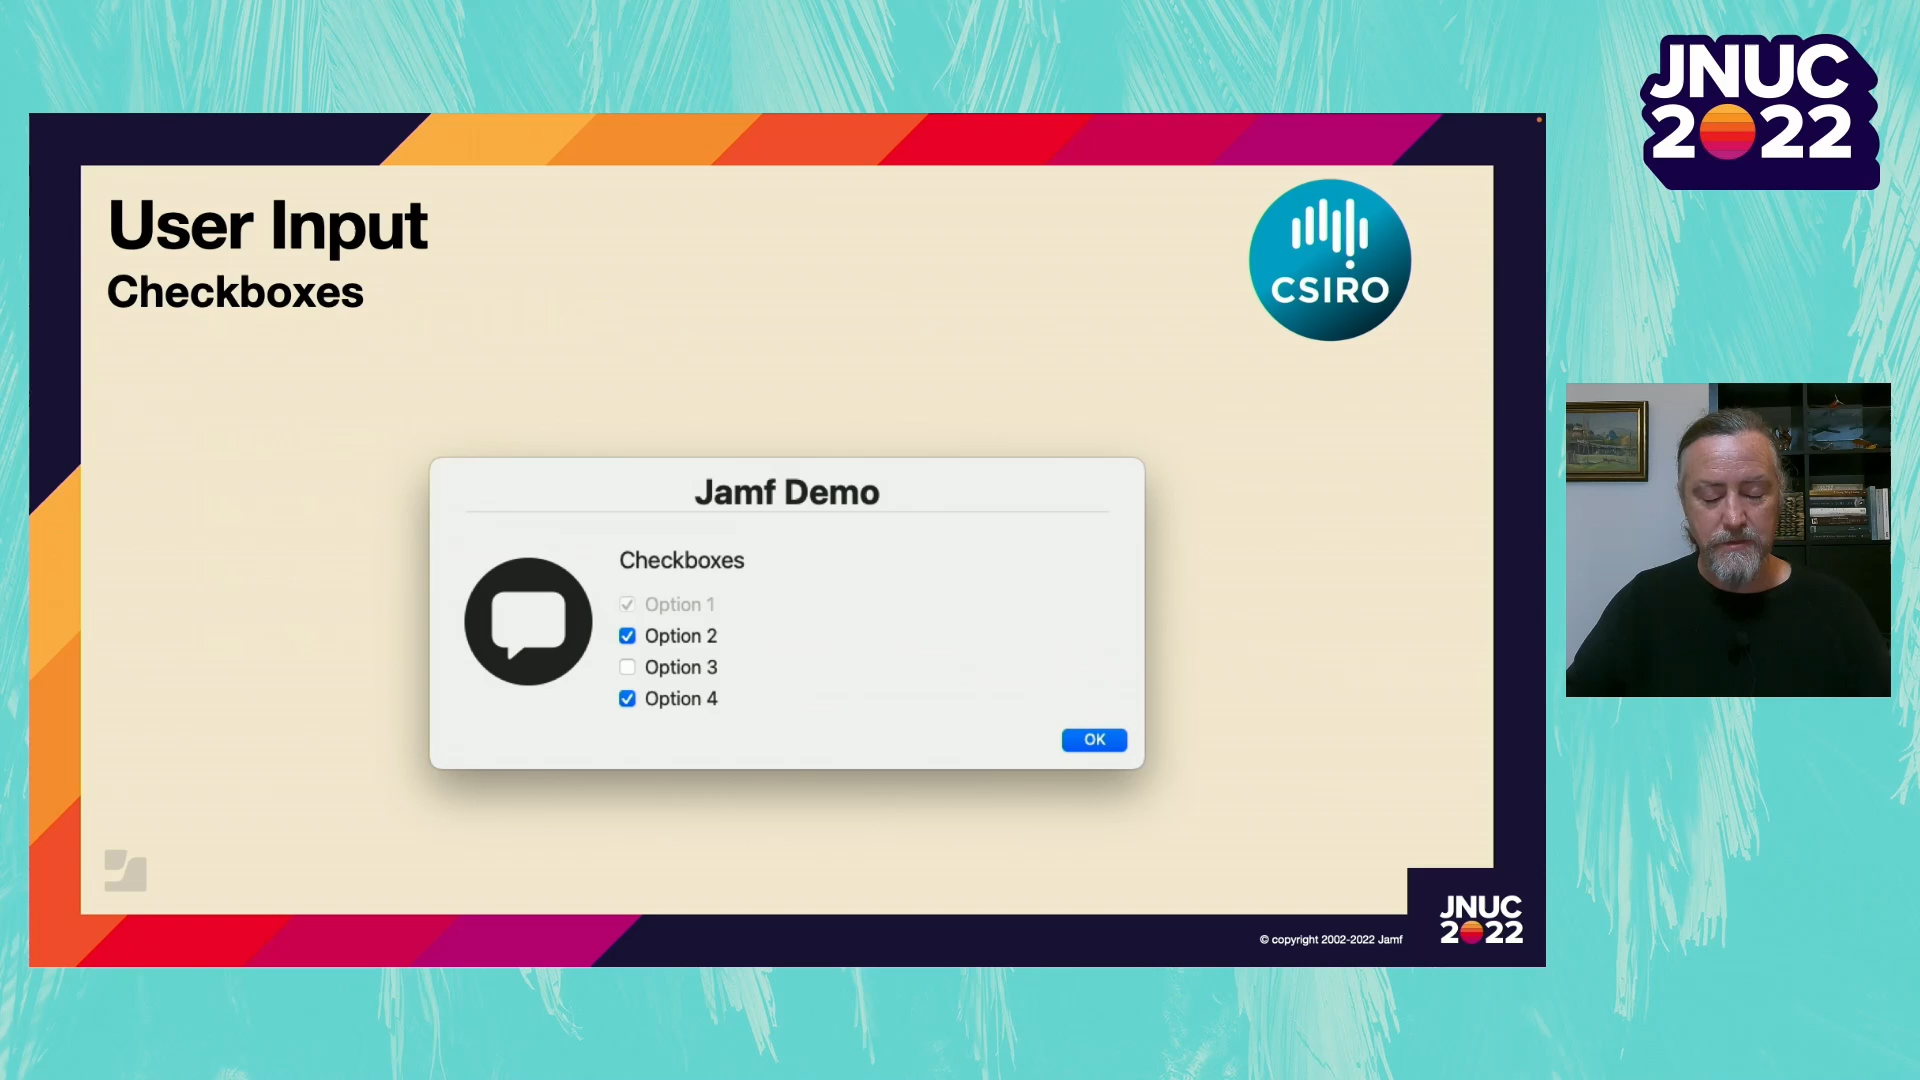 JNUC
2022
User Input
Checkboxes
CSIRO
Jamf Demo
Checkboxes
Option 1
Option 2
Option 3
Option 4
OK
© copyright 2002-2022 Jamf
JNUC
2022